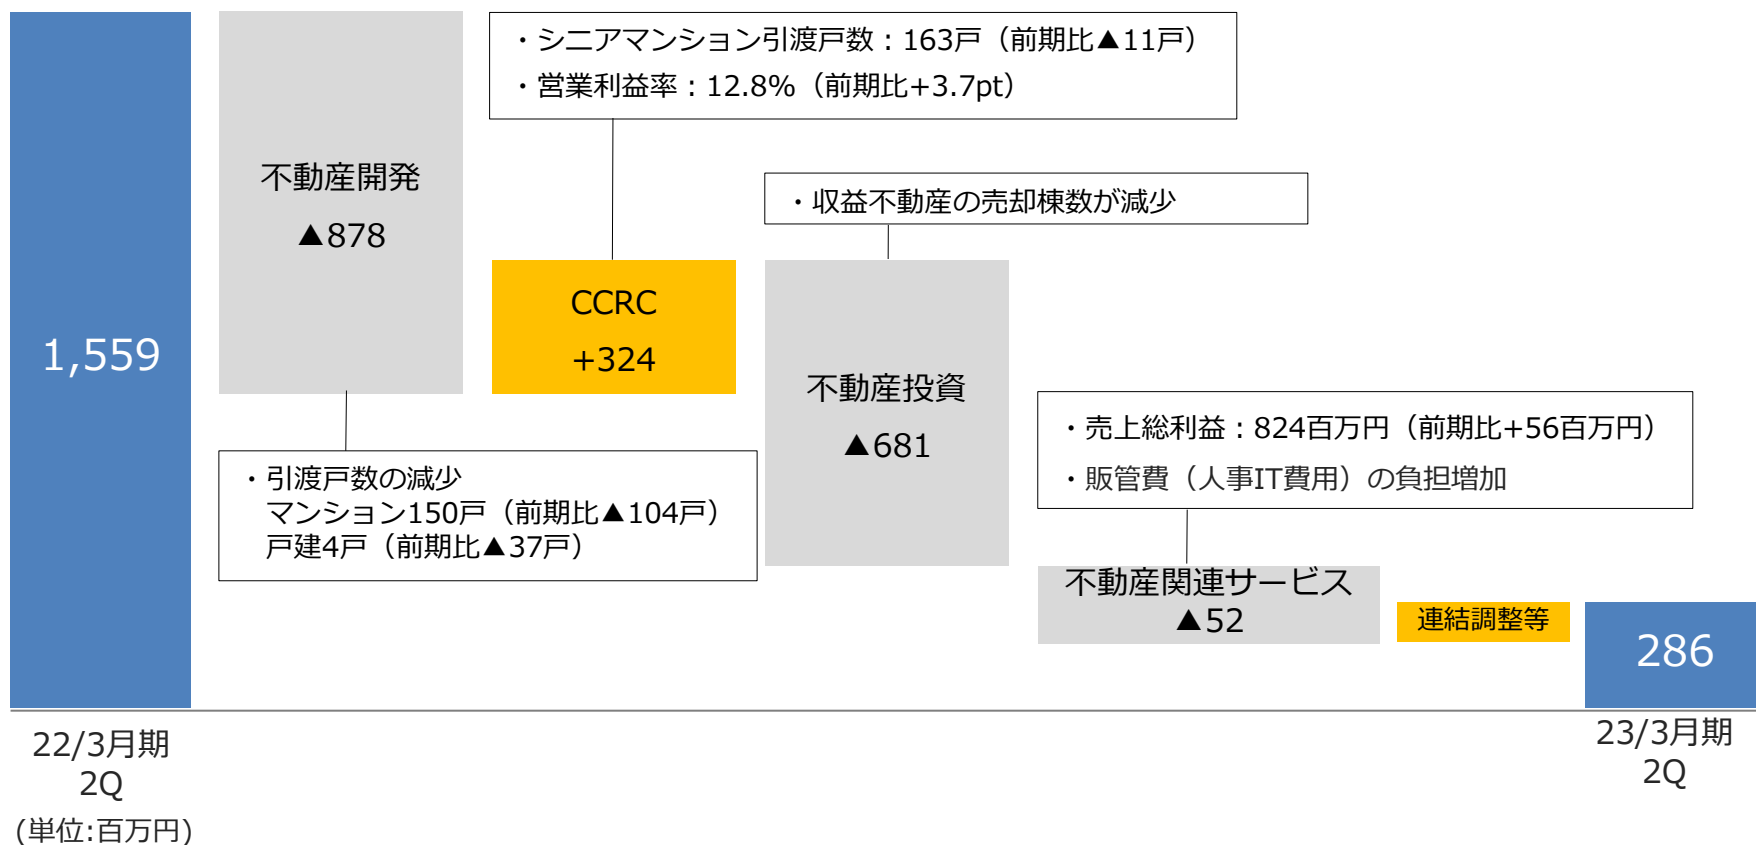 ・シニアマンション引渡戸数：163戸（前期比▲11戸）
・営業利益率：12.8%（前期比+3.7pt）
不動産開発
▲878
・収益不動産の売却棟数が減少
CCRC
+324
1,559
不動産投資
▲681
・売上総利益：824百万円（前期比+56百万円）
・販管費（人事IT費用）の負担増加
・引渡戸数の減少
マンション150戸（前期比▲104戸）
戸建4戸（前期比▲37戸）
不動産関連サービス
▲52
連結調整等
286
22/3月期
2Q
(単位:百万円)
23/3月期
2Q